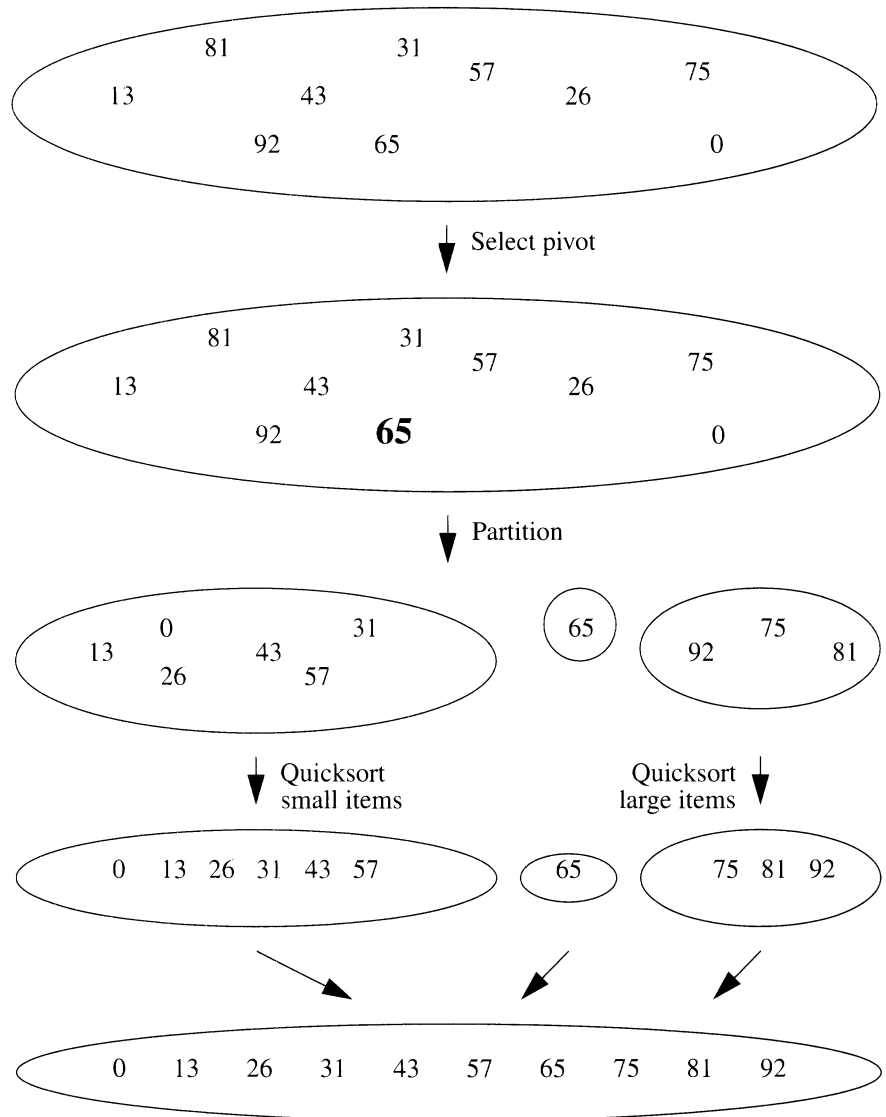 81 31
57 75
13 43 26
92 65 0
Select pivot
81 31
57 75
13 43 26
92 65 0
Partition
0 31 65 75
13 43 92 81
26 57
Quicksort
small items
Quicksort
large items
0 13 26 31 43 57 65 75 81 92
0 13 26 31 43 57 65 75 81 92